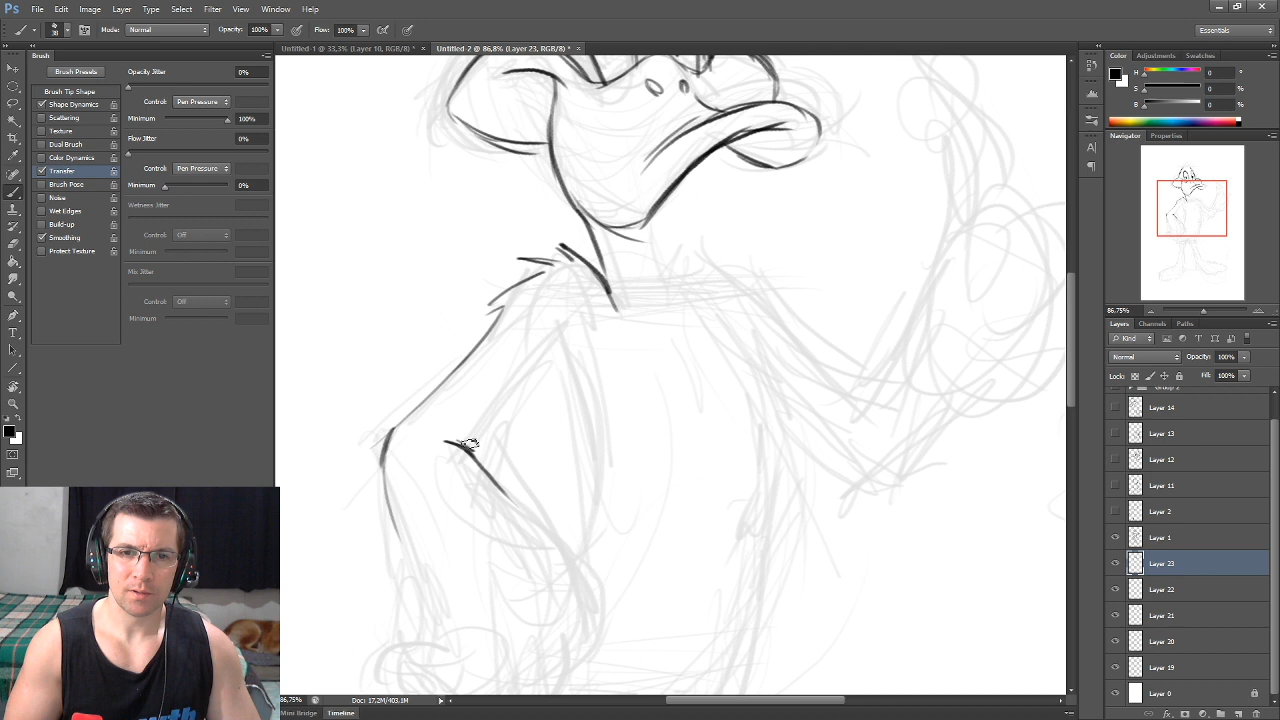 Ps File Edit Image Layer Type Select Filter View Window Help
31 Mode: Normal Opacity: 100% Flow: 100% Essentials
Untitled-1 @ 33,3% (Layer 10, RGB/8) * × Untitled-2 @ 86,8% (Layer 23, RGB/8) * ×
Brush
Brush Presets
Brush Tip Shape
Shape Dynamics
Scattering
Texture
Dual Brush
Color Dynamics
Transfer
Brush Pose
Noise
Wet Edges
Build-up
Smoothing
Protect Texture
Opacity Jitter 0%
Control: Pen Pressure
Minimum 100%
Flow Jitter 0%
Control: Pen Pressure
Minimum 0%
Wetness Jitter
Control: Off
Minimum
Mix Jitter
Control: Off
Minimum
Color Adjustments Swatches
H 0 °
S 0 %
B 0 %
Navigator Properties
86.75%
Layers Channels Paths
Kind
Normal Opacity: 100%
Lock: Fill: 100%
Group 2
Layer 14
Layer 13
Layer 12
Layer 11
Layer 2
Layer 1
Layer 23
Layer 22
Layer 21
Layer 20
Layer 19
Layer 0
86,75% Doc: 17,2M/403,1M
Mini Bridge Timeline